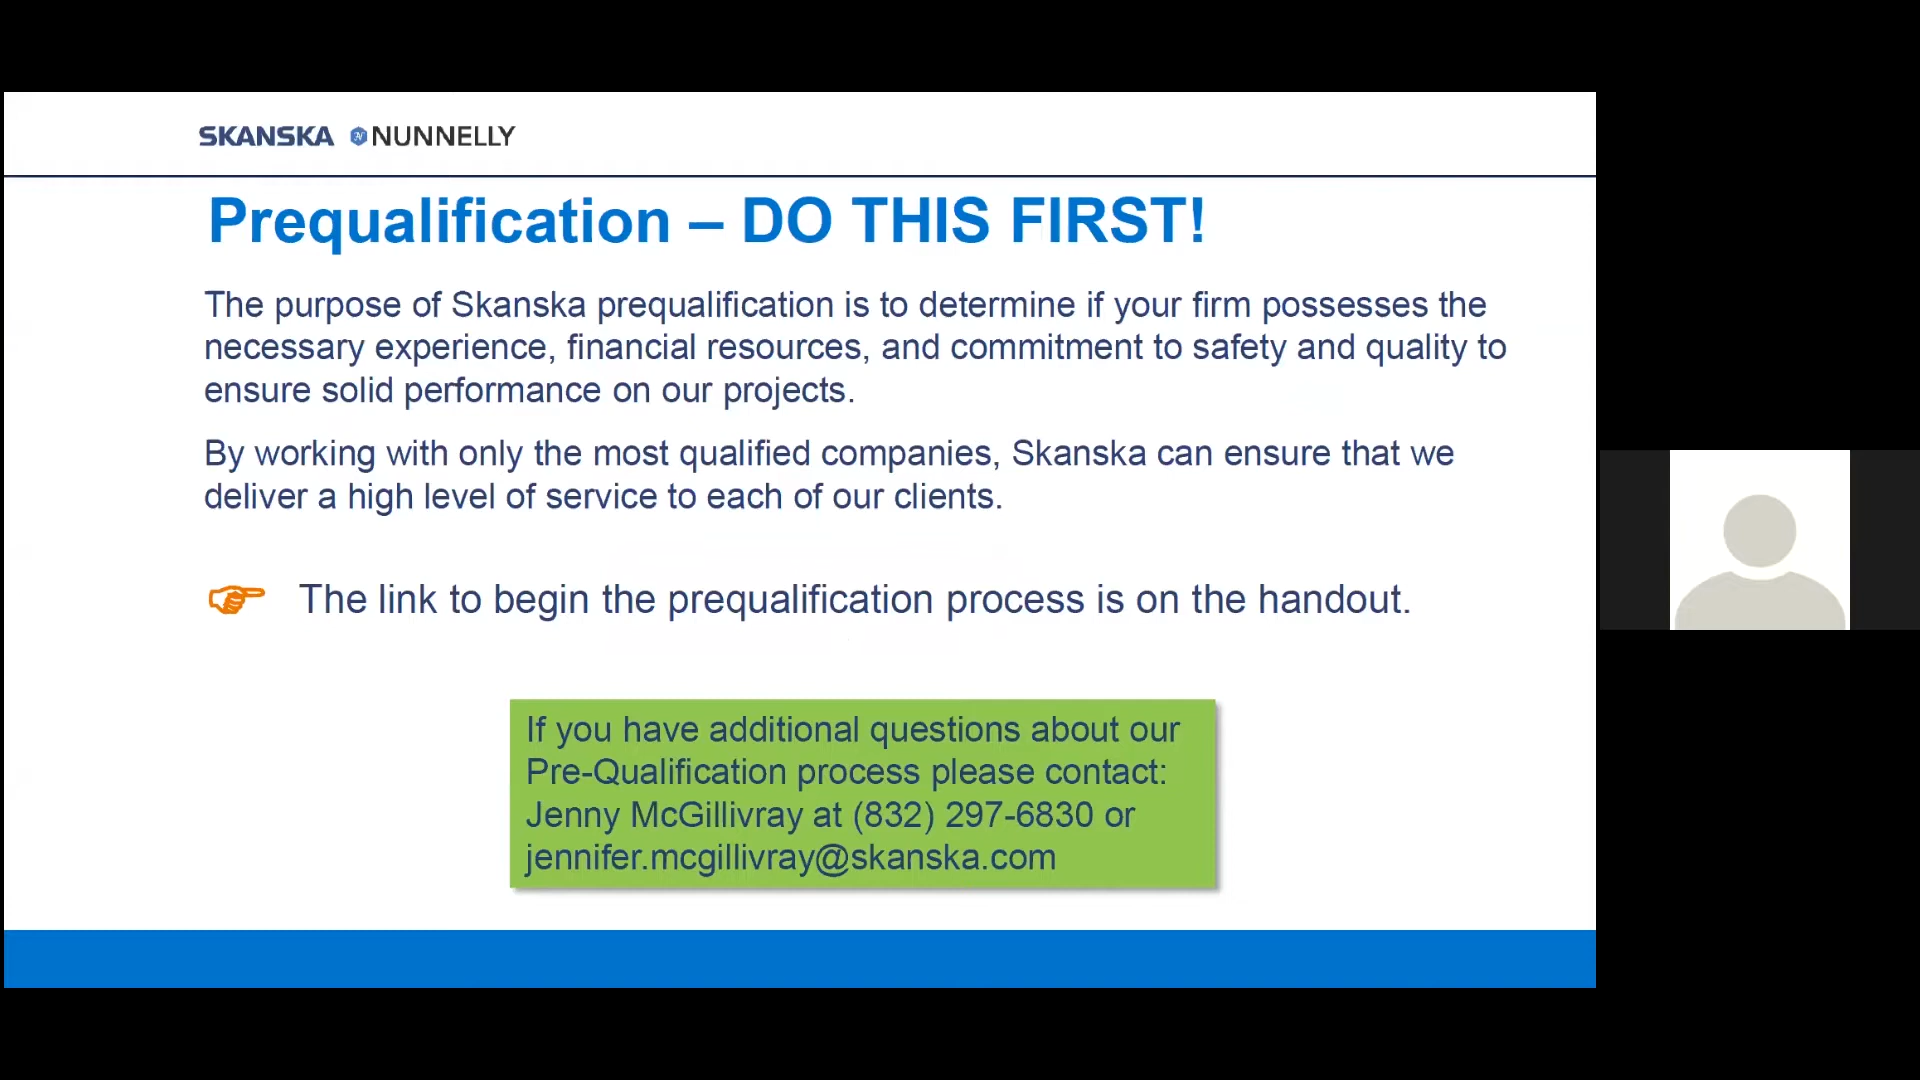 SKANSKA NUNNELLY
Prequalification – DO THIS FIRST!
The purpose of Skanska prequalification is to determine if your firm possesses the
necessary experience, financial resources, and commitment to safety and quality to
ensure solid performance on our projects.
By working with only the most qualified companies, Skanska can ensure that we
deliver a high level of service to each of our clients.
The link to begin the prequalification process is on the handout.
If you have additional questions about our
Pre-Qualification process please contact:
Jenny McGillivray at (832) 297-6830 or
jennifer.mcgillivray@skanska.com